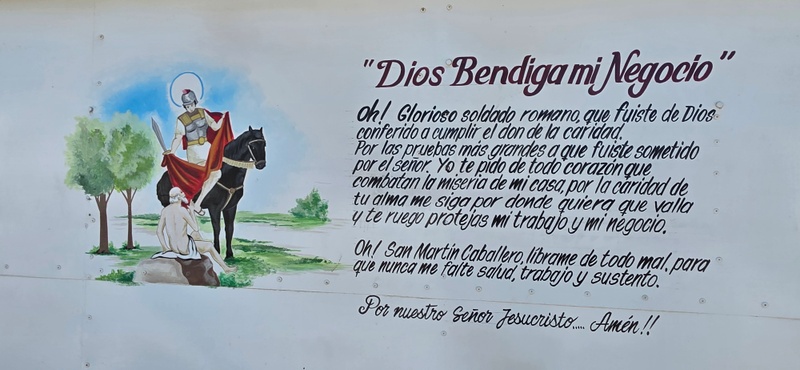 "Dios Bendiga mi Negocio"
Oh! Glorioso soldado romano, que fuiste de Dios
conferido a cumplir el don de la caridad.
Por las pruebas más grandes a que fuiste sometido
por el señor. Yo te pido de todo corazón que
combatan la miseria de mi casa, por la caridad de
tu alma me siga por donde quiera que valla
y te ruego protejas mi trabajo y mi negocio.
Oh! San Martín Caballero, líbrame de todo mal, para
que nunca me falte salud, trabajo y sustento.
Por nuestro Señor Jesucristo..... Amén!!